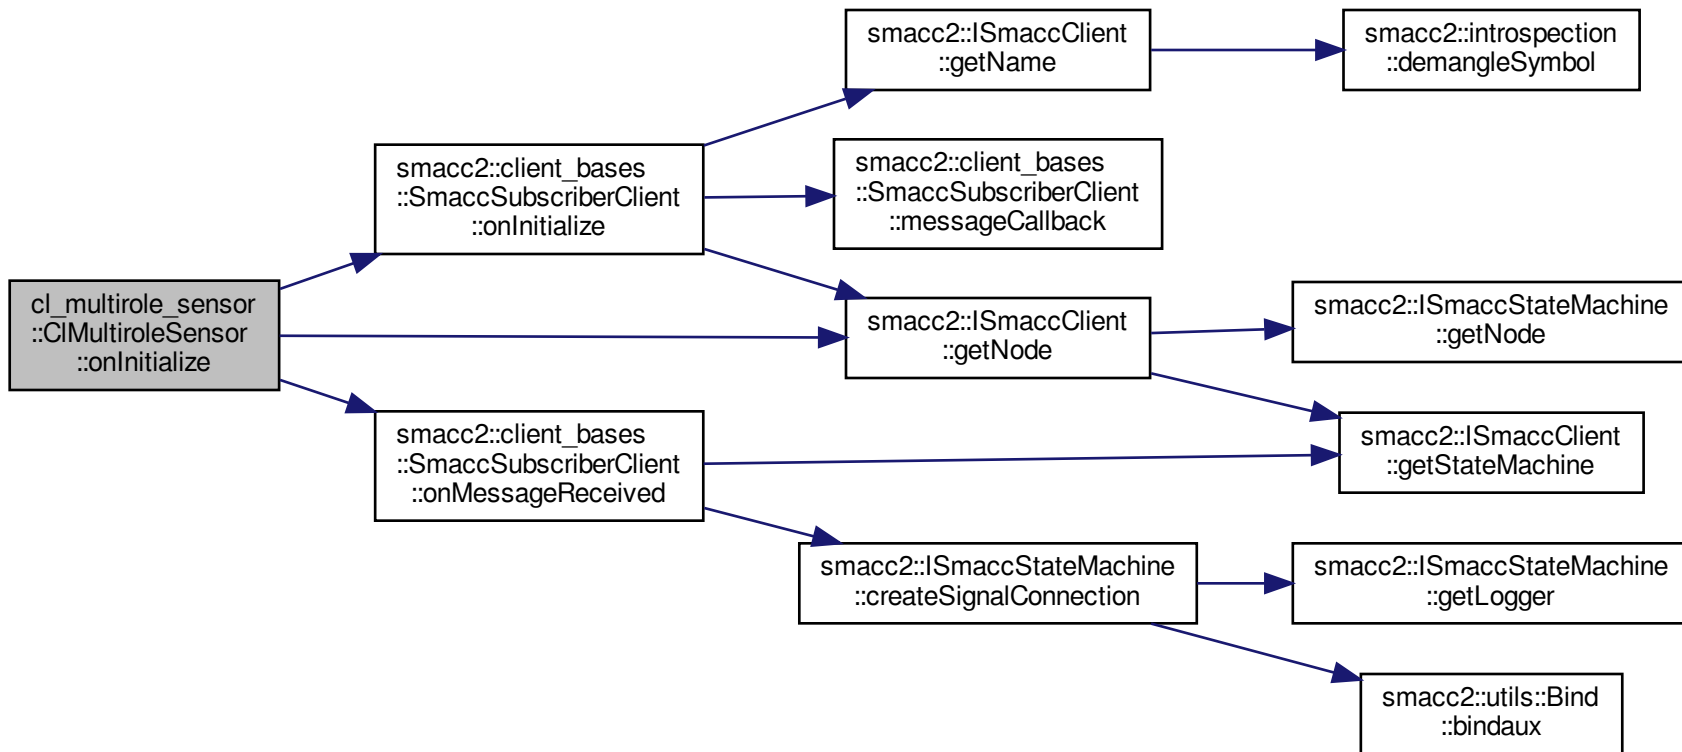 cl_multirole_sensor
::ClMultiroleSensor
::onInitialize
smacc2::client_bases
::SmaccSubscriberClient
::onInitialize
smacc2::client_bases
::SmaccSubscriberClient
::onMessageReceived
smacc2::ISmaccClient
::getName
smacc2::client_bases
::SmaccSubscriberClient
::messageCallback
smacc2::ISmaccClient
::getNode
smacc2::ISmaccStateMachine
::createSignalConnection
smacc2::introspection
::demangleSymbol
smacc2::ISmaccStateMachine
::getNode
smacc2::ISmaccClient
::getStateMachine
smacc2::ISmaccStateMachine
::getLogger
smacc2::utils::Bind
::bindaux